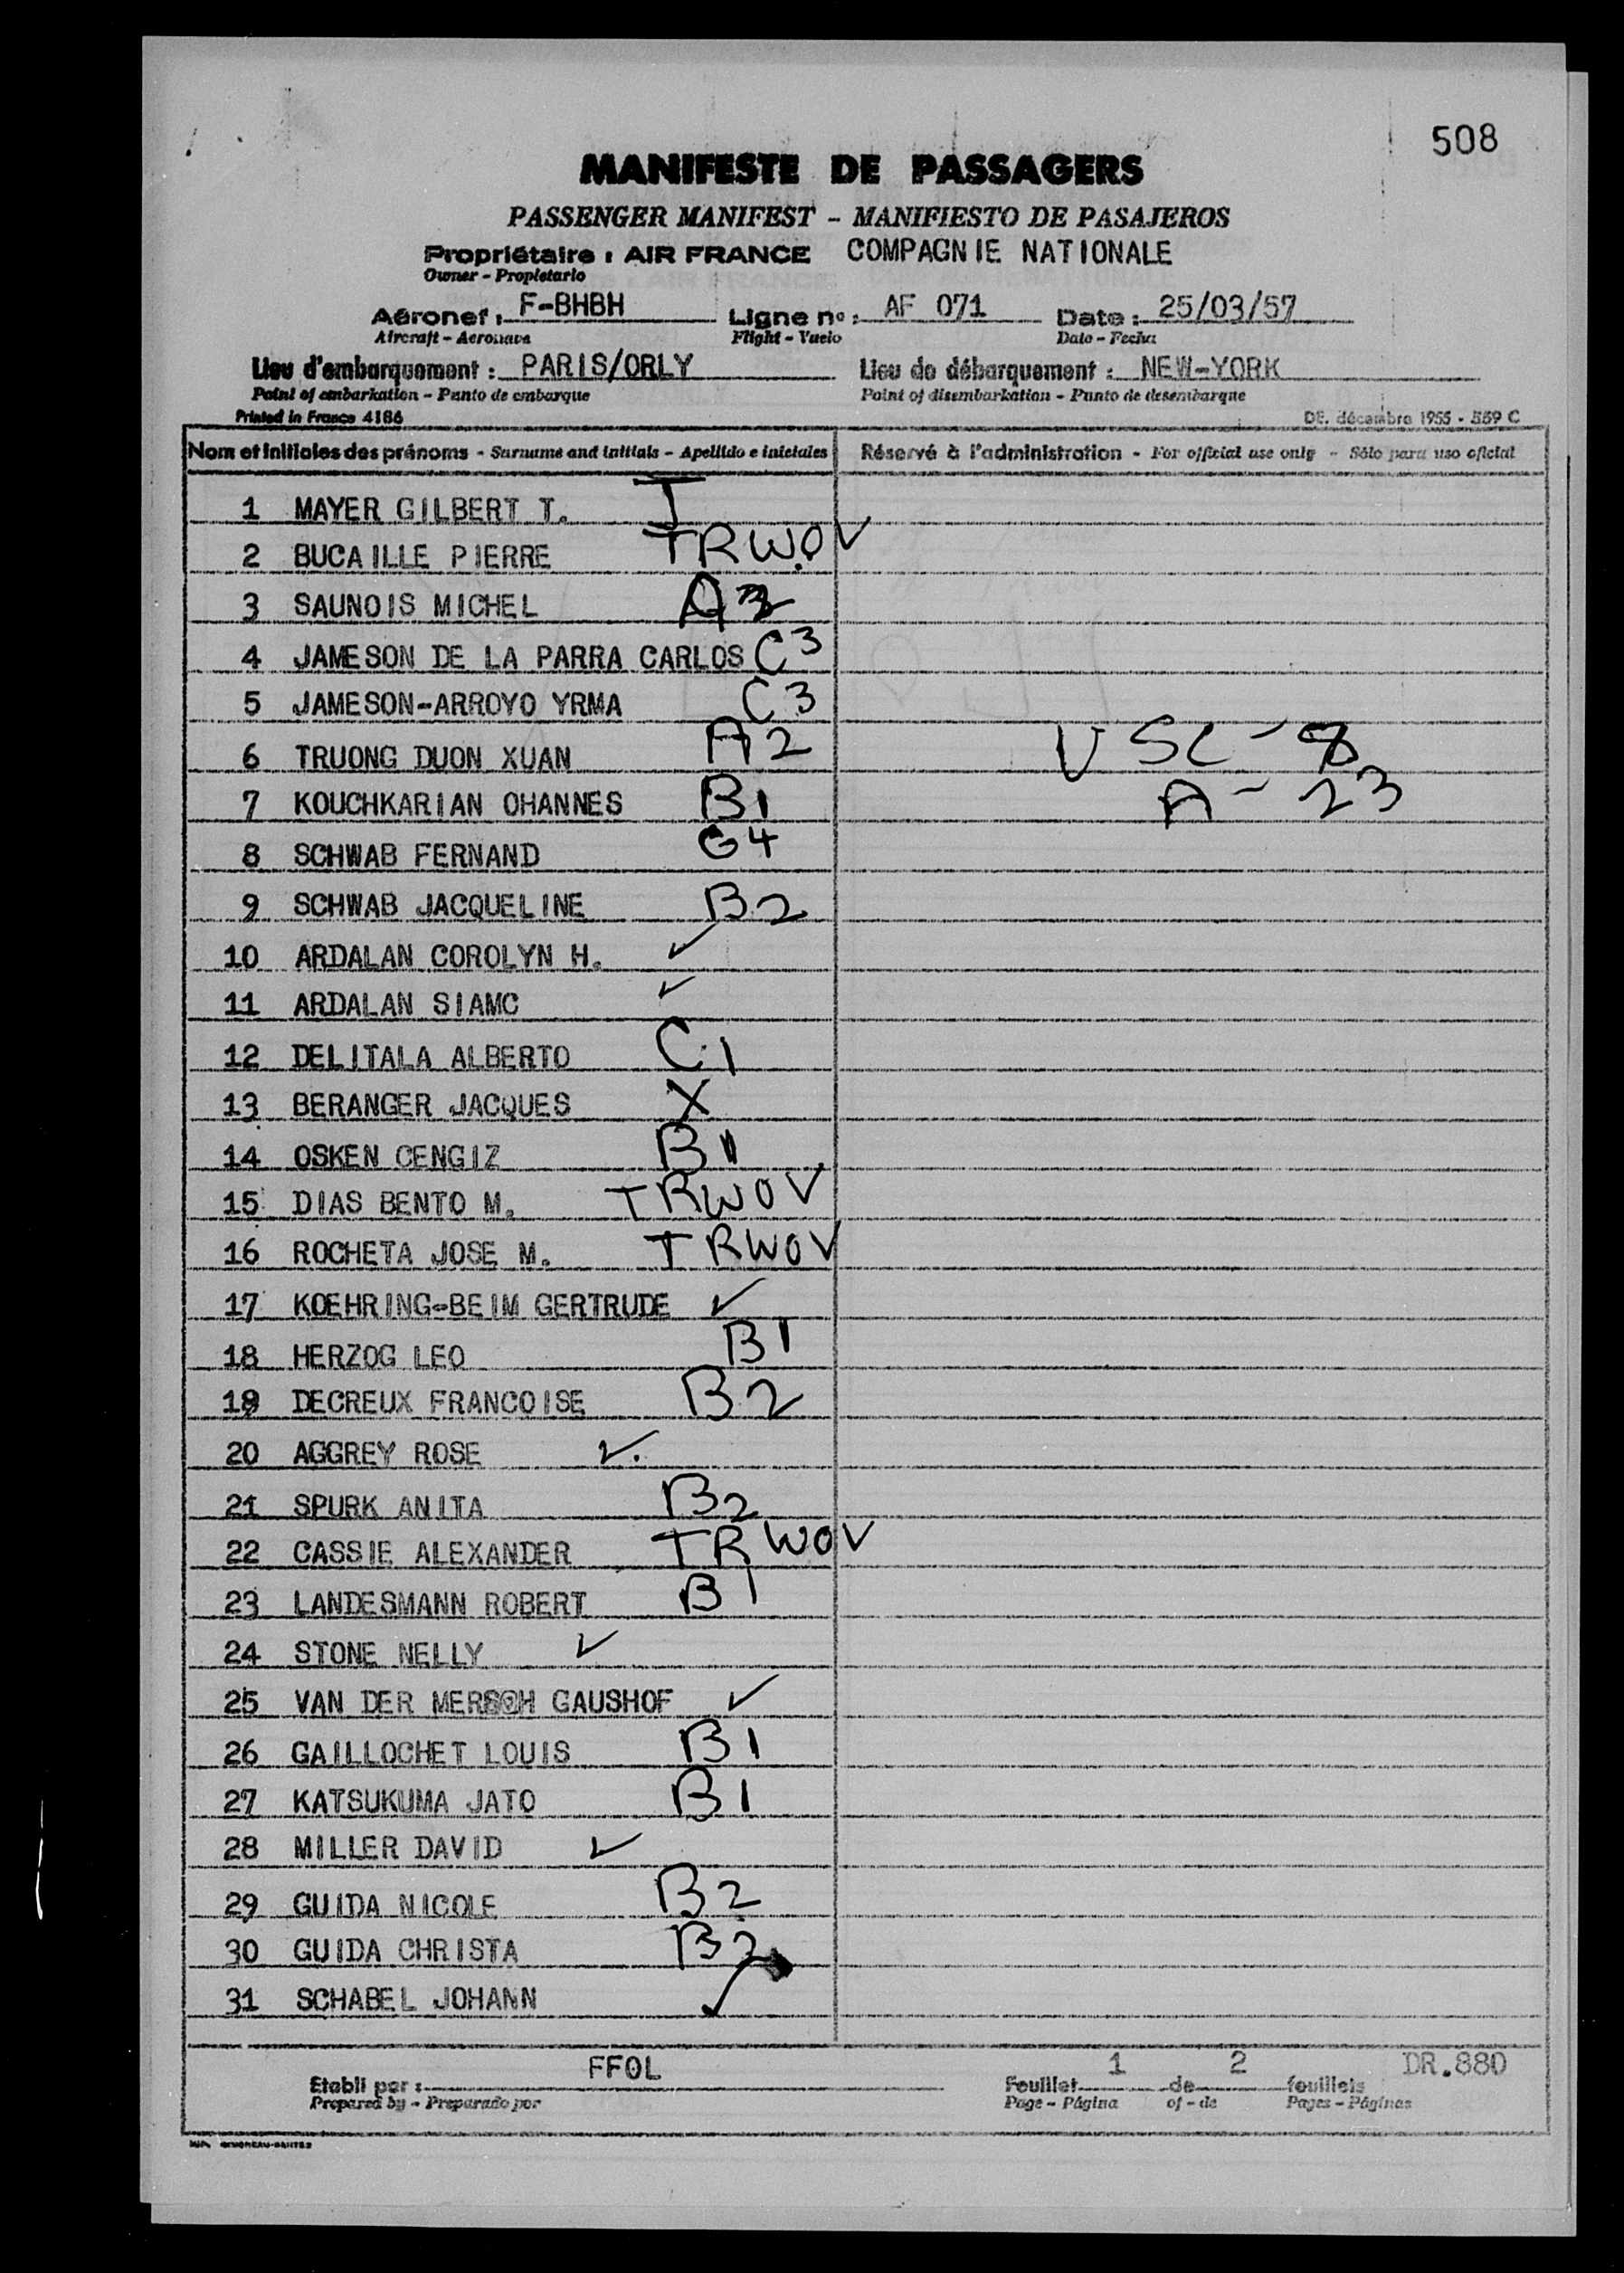 508
MANIFESTE DE PASSAGERS
PASSENGER MANIFEST - MANIFIESTO DE PASAJEROS
Propriétaire : AIR FRANCE COMPAGNIE NATIONALE
Owner - Propietario
Aéronef : F-BHBH Ligne nº : AF 071 Date : 25/03/57
Aircraft - Aeronave Flight - Vuelo Date - Fecha
Lieu d'embarquement : PARIS/ORLY Lieu de débarquement : NEW-YORK
Point of embarkation - Punto de embarque Point of disembarkation - Punto de desembarque
Printed in France 4186 DE. décembre 1955 - 559 C
Nom et initiales des prénoms - Surname and initials - Apellido e iniciales Réservé à l'administration - For official use only - Sólo para uso oficial
1 MAYER GILBERT T. T
2 BUCAILLE PIERRE TRWOV
3 SAUNOIS MICHEL A
4 JAMESON DE LA PARRA CARLOS C3
5 JAMESON-ARROYO YRMA C3
6 TRUONG DUON XUAN A2 USC - 8
7 KOUCHKARIAN OHANNES B1 A - 23
8 SCHWAB FERNAND G4
9 SCHWAB JACQUELINE B2
10 ARDALAN COROLYN H. ✓
11 ARDALAN SIAMC ✓
12 DELITALA ALBERTO C1
13 BERANGER JACQUES X
14 OSKEN CENGIZ B1
15 DIAS BENTO M. TRWOV
16 ROCHETA JOSE M. TRWOV
17 KOEHRING-BEIM GERTRUDE ✓
18 HERZOG LEO B1
19 DECREUX FRANCOISE B2
20 AGGREY ROSE ✓.
21 SPURK ANITA B2
22 CASSIE ALEXANDER TRWOV
23 LANDESMANN ROBERT B1
24 STONE NELLY ✓
25 VAN DER MERSCH GAUSHOF ✓
26 GAILLOCHET LOUIS B1
27 KATSUKUMA JATO B1
28 MILLER DAVID ✓
29 GUIDA NICOLE B2
30 GUIDA CHRISTA B2
31 SCHABEL JOHANN ✓
Etabli par : FFOL Feuillet 1 de 2 feuillets DR.880
Prepared by - Preparado por Page - Página of - de Pages - Páginas